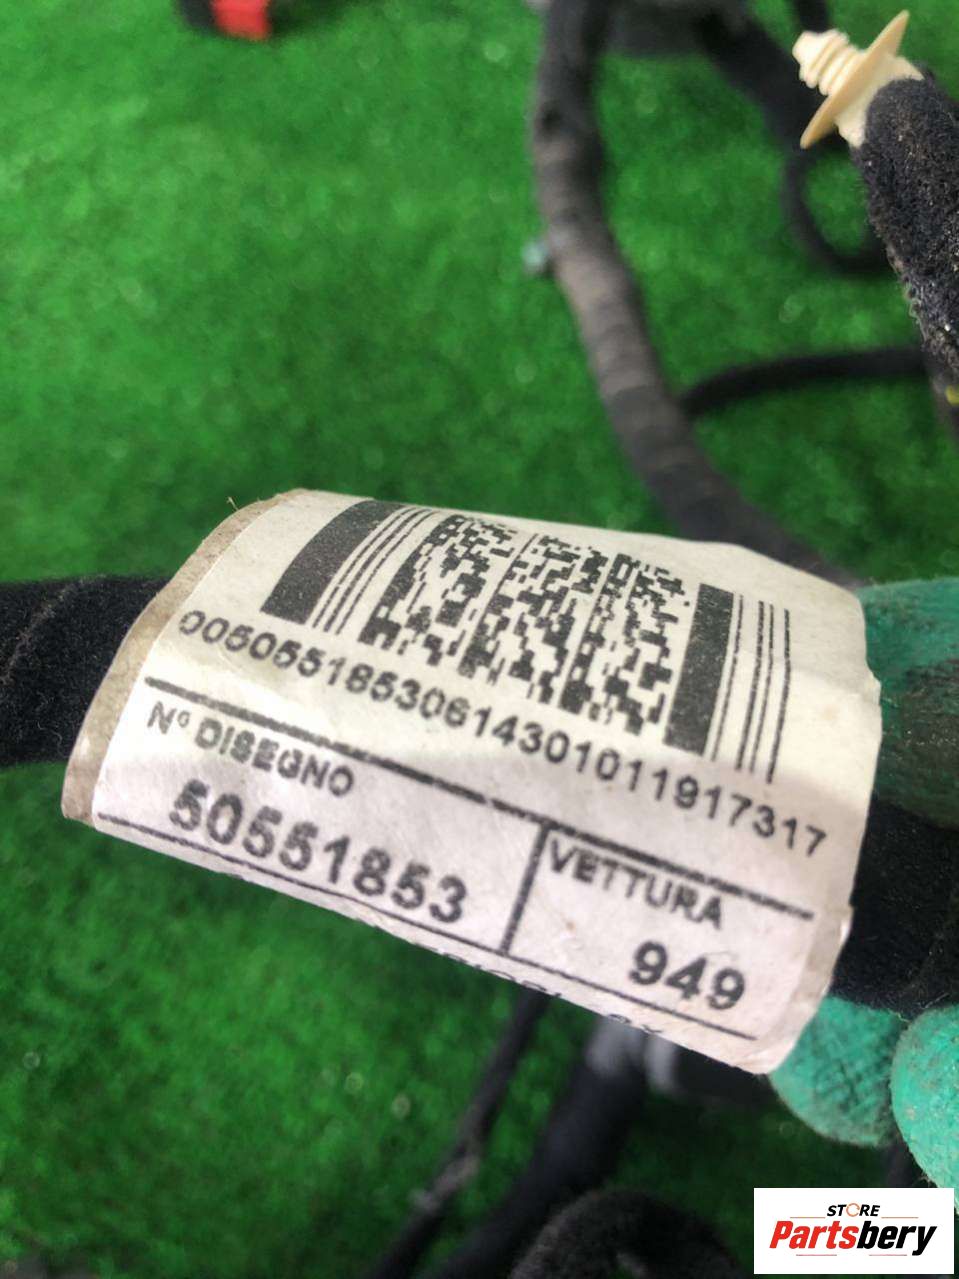 00505518530614301011917317
Nº DISEGNO
50551853
VETTURA
949
STORE
Partsbery